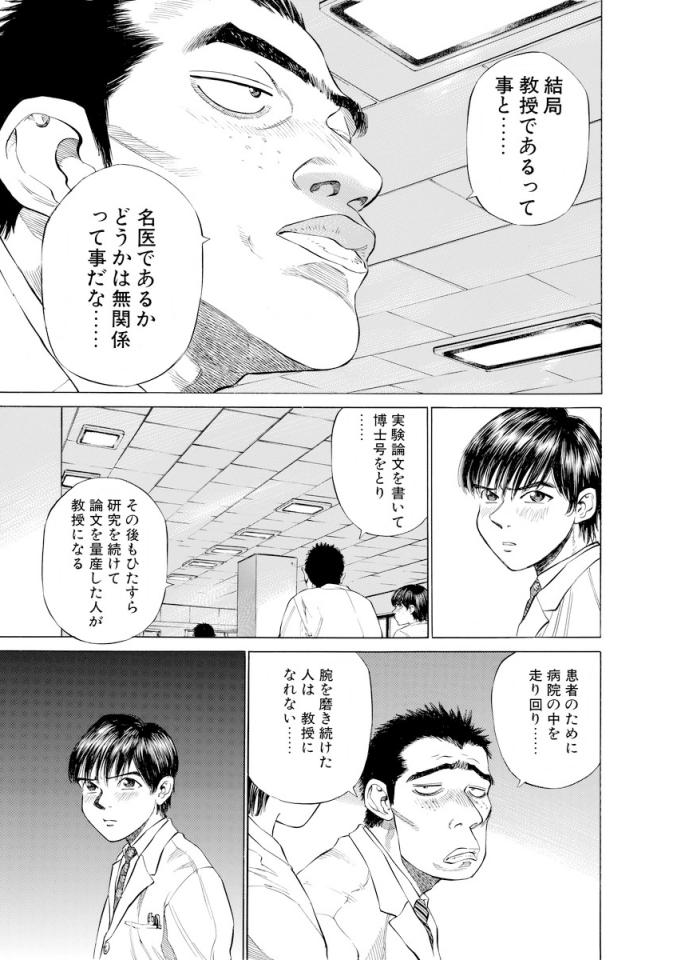 結局
教授であるって
事と……
名医であるか
どうかは無関係
って事だな……
実験論文を書いて
博士号をとり
……
その後もひたすら
研究を続けて
論文を量産した人が
教授になる
患者のために
病院の中を
走り回り……
腕を磨き続けた
人は 教授に
なれない……